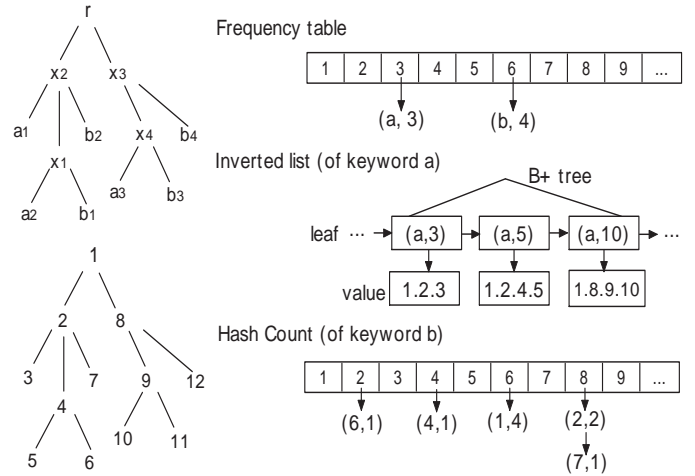 r
x2 x3
a1 b2 x4 b4
x1 a3 b3
a2 b1
1
2 8
3 7 9 12
4 10 11
5 6
Frequency table
1 2 3 4 5 6 7 8 9 ...
(a, 3) (b, 4)
Inverted list (of keyword a)
B+ tree
leaf ... (a,3) (a,5) (a,10) ...
value 1.2.3 1.2.4.5 1.8.9.10
Hash Count (of keyword b)
1 2 3 4 5 6 7 8 9 ...
(6,1) (4,1) (1,4) (2,2)
(7,1)